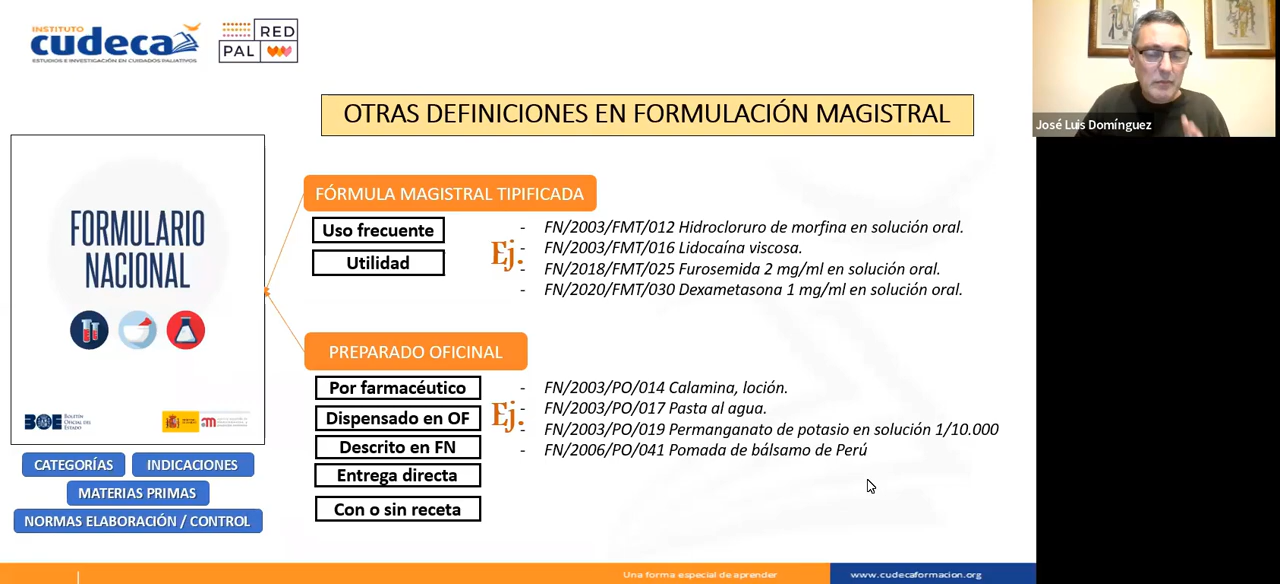 INSTITUTO
cudeca
ESTUDIOS E INVESTIGACIÓN EN CUIDADOS PALIATIVOS
RED
PAL
José Luis Domínguez
OTRAS DEFINICIONES EN FORMULACIÓN MAGISTRAL
FORMULARIO
NACIONAL
BOE BOLETÍN OFICIAL DEL ESTADO
CATEGORÍAS
INDICACIONES
MATERIAS PRIMAS
NORMAS ELABORACIÓN / CONTROL
FÓRMULA MAGISTRAL TIPIFICADA
Uso frecuente
Utilidad
Ej.
- FN/2003/FMT/012 Hidrocloruro de morfina en solución oral.
- FN/2003/FMT/016 Lidocaína viscosa.
- FN/2018/FMT/025 Furosemida 2 mg/ml en solución oral.
- FN/2020/FMT/030 Dexametasona 1 mg/ml en solución oral.
PREPARADO OFICINAL
Por farmacéutico
Dispensado en OF
Descrito en FN
Entrega directa
Con o sin receta
Ej.
- FN/2003/PO/014 Calamina, loción.
- FN/2003/PO/017 Pasta al agua.
- FN/2003/PO/019 Permanganato de potasio en solución 1/10.000
- FN/2006/PO/041 Pomada de bálsamo de Perú
Una forma especial de aprender
www.cudecaformacion.org